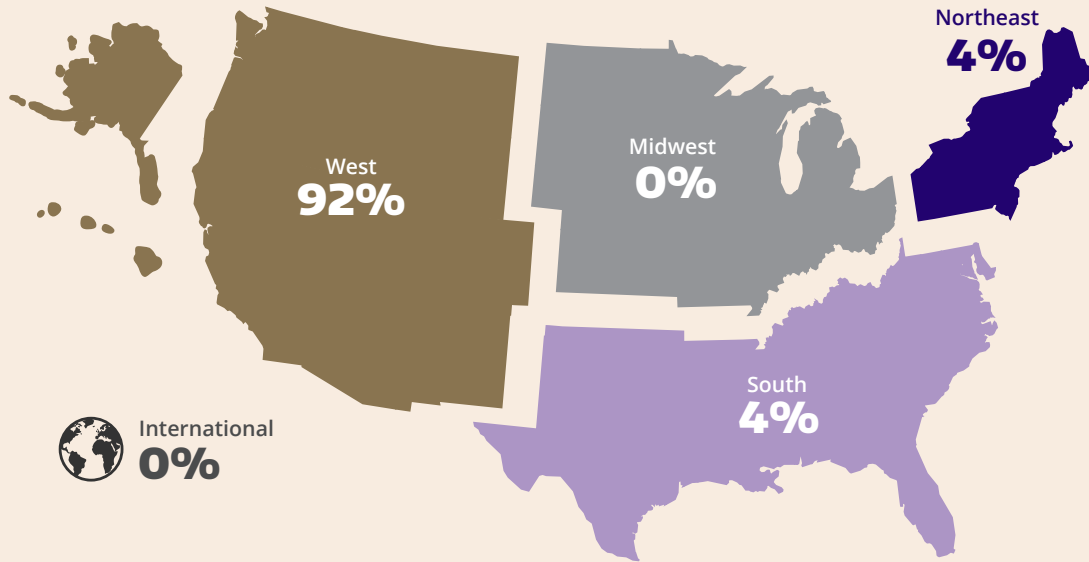 Northeast
4%
West
92%
Midwest
0%
South
4%
International
0%